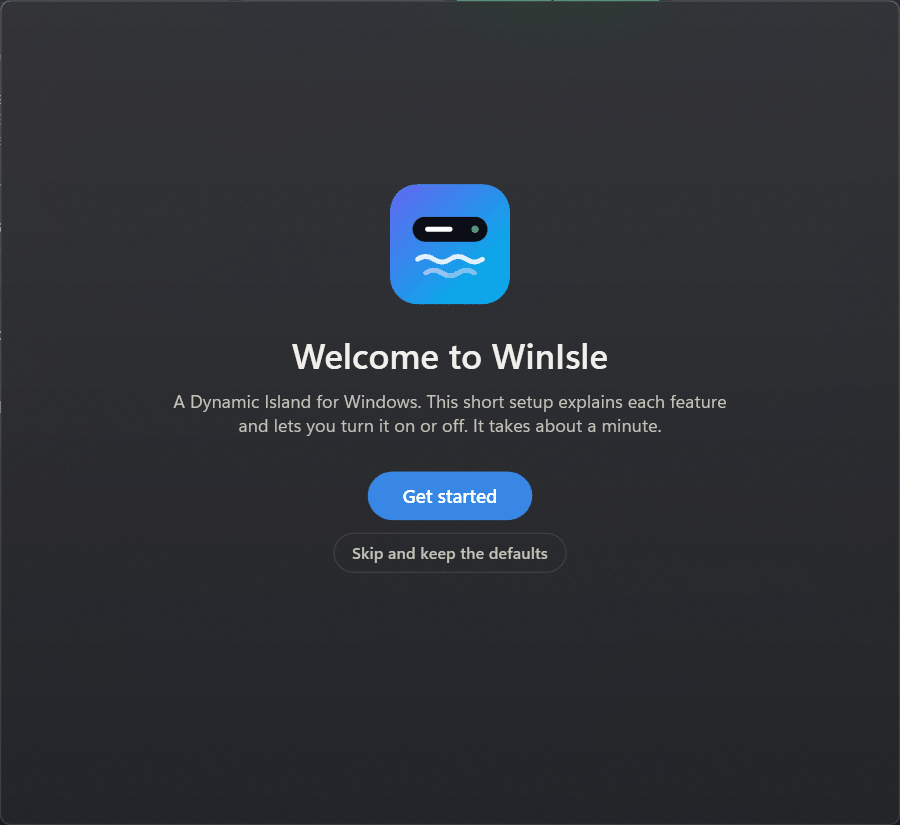 Welcome to WinIsle
A Dynamic Island for Windows. This short setup explains each feature
and lets you turn it on or off. It takes about a minute.
Get started
Skip and keep the defaults